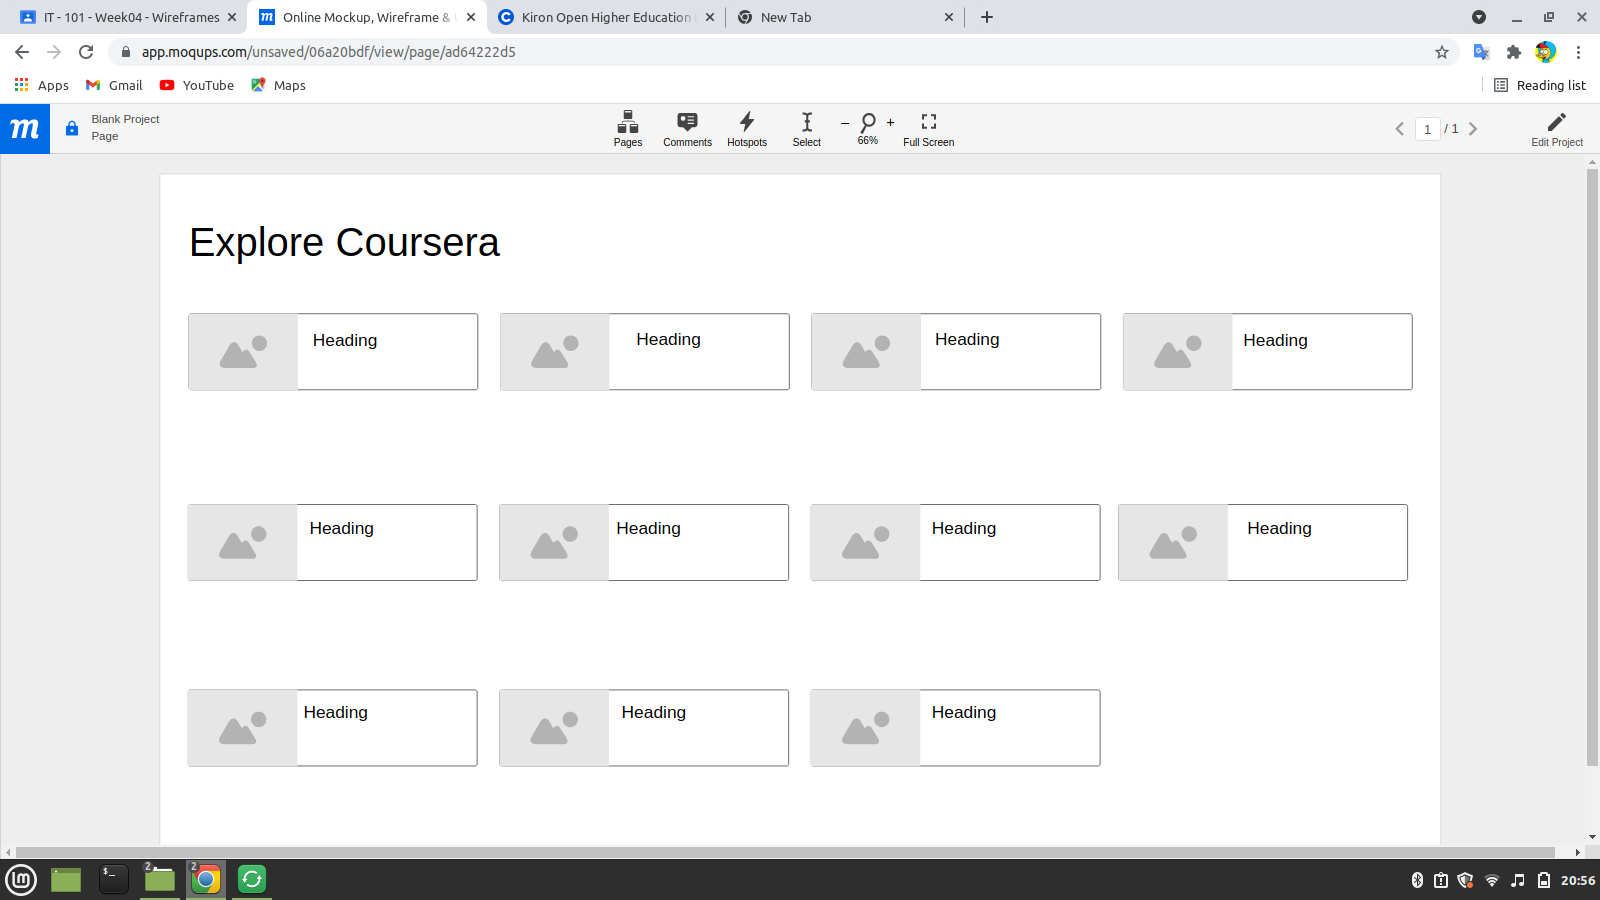 IT - 101 - Week04 - Wireframes
Online Mockup, Wireframe &
Kiron Open Higher Education
New Tab
app.moqups.com/unsaved/06a20bdf/view/page/ad64222d5
Apps
Gmail
YouTube
Maps
Reading list
m
Blank Project
Page
Pages
Comments
Hotspots
Select
– 66% +
Full Screen
1 / 1
Edit Project
Explore Coursera
Heading
Heading
Heading
Heading
Heading
Heading
Heading
Heading
Heading
Heading
Heading
$_
2
2
20:56